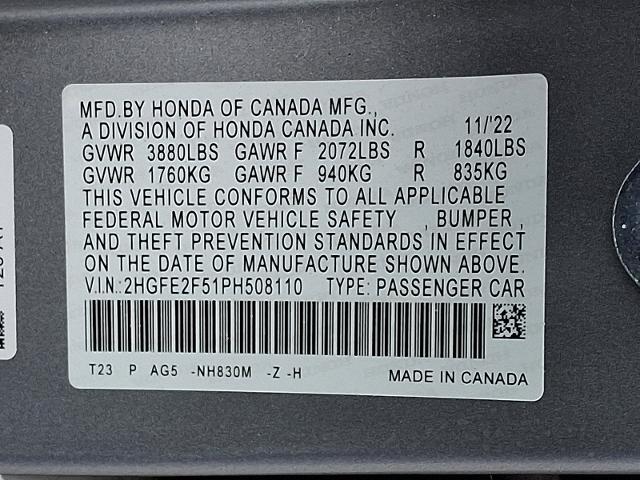 MFD.BY HONDA OF CANADA MFG.,
A DIVISION OF HONDA CANADA INC. 11/'22
GVWR 3880LBS GAWR F 2072LBS R 1840LBS
GVWR 1760KG GAWR F 940KG R 835KG
THIS VEHICLE CONFORMS TO ALL APPLICABLE
FEDERAL MOTOR VEHICLE SAFETY , BUMPER ,
AND THEFT PREVENTION STANDARDS IN EFFECT
ON THE DATE OF MANUFACTURE SHOWN ABOVE.
V.I.N.:2HGFE2F51PH508110 TYPE: PASSENGER CAR
T23 P AG5 -NH830M -Z -H
MADE IN CANADA